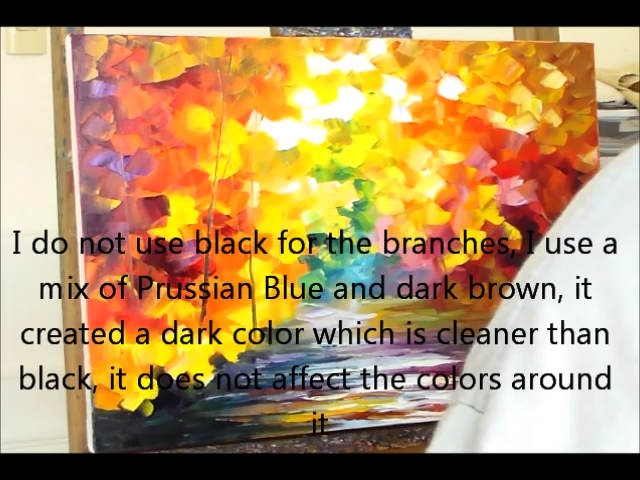 I do not use black for the branches, I use a
mix of Prussian Blue and dark brown, it
created a dark color which is cleaner than
black, it does not affect the colors around
it